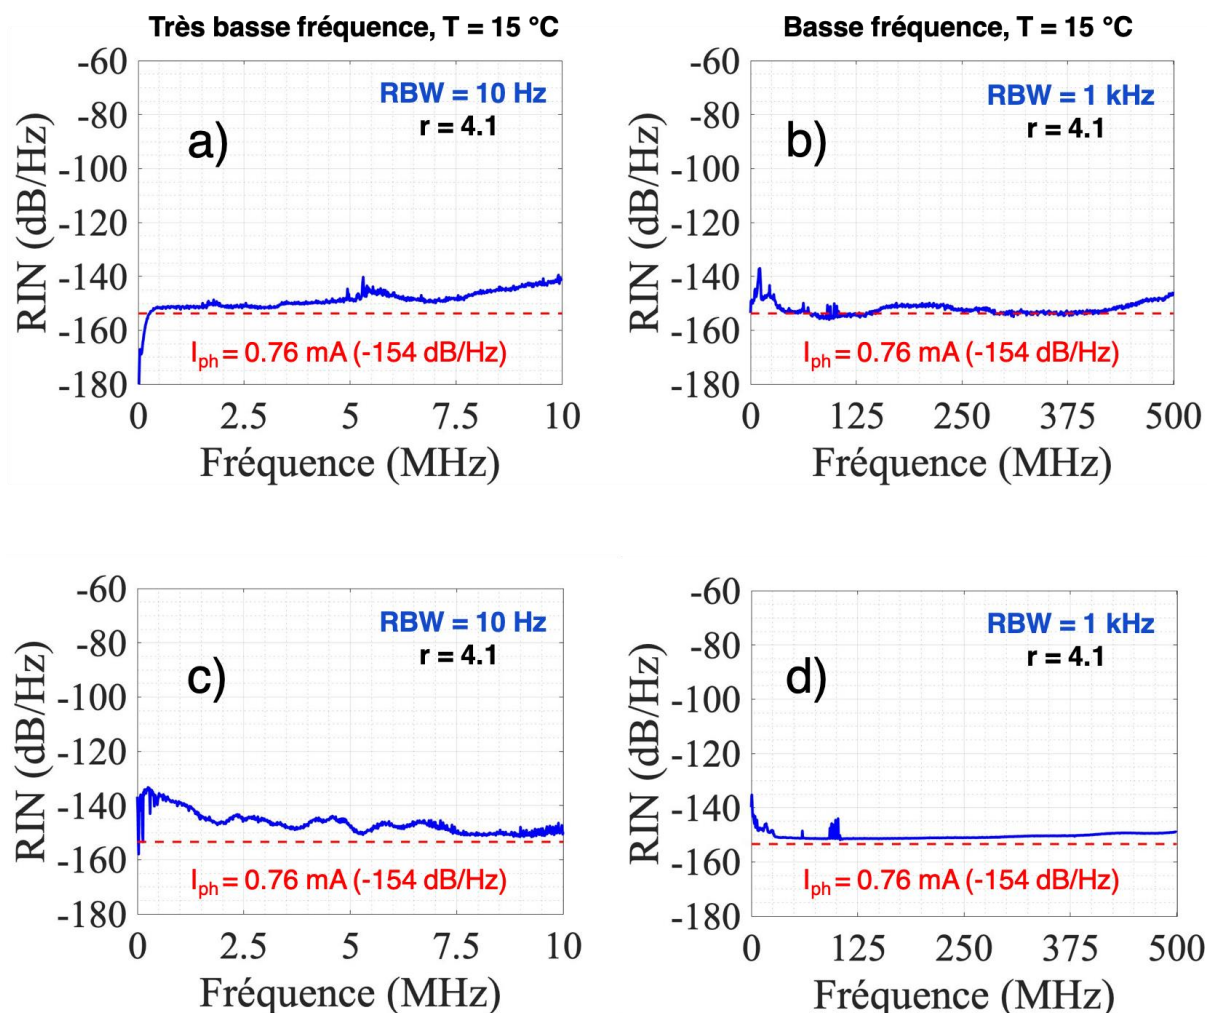 Très basse fréquence, T = 15 °C
-60
-80
-100
-120
-140
-160
-180
RIN (dB/Hz)
a)
RBW = 10 Hz
r = 4.1
Iph = 0.76 mA (-154 dB/Hz)
0 2.5 5 7.5 10
Fréquence (MHz)
Basse fréquence, T = 15 °C
-60
-80
-100
-120
-140
-160
-180
RIN (dB/Hz)
b)
RBW = 1 kHz
r = 4.1
Iph = 0.76 mA (-154 dB/Hz)
0 125 250 375 500
Fréquence (MHz)
-60
-80
-100
-120
-140
-160
-180
RIN (dB/Hz)
c)
RBW = 10 Hz
r = 4.1
Iph = 0.76 mA (-154 dB/Hz)
0 2.5 5 7.5 10
Fréquence (MHz)
-60
-80
-100
-120
-140
-160
-180
RIN (dB/Hz)
d)
RBW = 1 kHz
r = 4.1
Iph = 0.76 mA (-154 dB/Hz)
0 125 250 375 500
Fréquence (MHz)